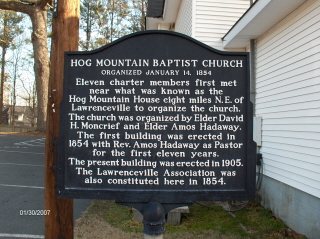 HOG MOUNTAIN BAPTIST CHURCH
ORGANIZED JANUARY 14, 1854
Eleven charter members first met
near what was known as the
Hog Mountain House eight miles N.E. of
Lawrenceville to organize the church.
The church was organized by Elder David
H. Moncrief and Elder Amos Hadaway.
The first building was erected in
1854 with Rev. Amos Hadaway as Pastor
for the first eleven years.
The present building was erected in 1905.
The Lawrenceville Association was
also constituted here in 1854.
01/30/2007